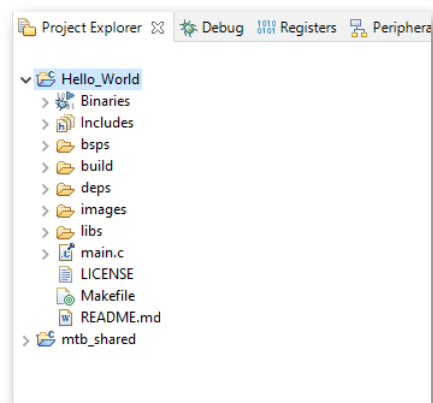 Project Explorer Debug Registers Periphera
Hello_World
Binaries
Includes
bsps
build
deps
images
libs
main.c
LICENSE
Makefile
README.md
mtb_shared